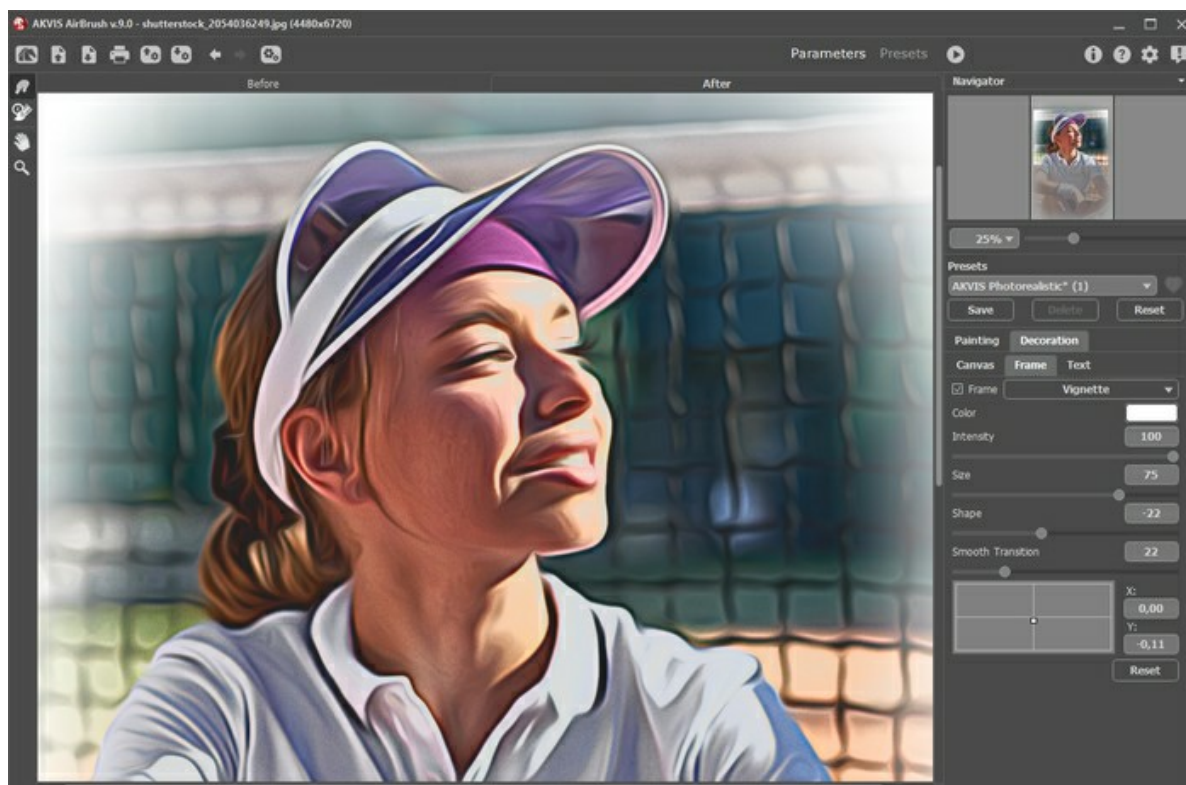 AKVIS AirBrush v.9.0 - shutterstock_2054036249.jpg (4480x6720)
Parameters Presets
Before After
Navigator
25%
Presets
AKVIS Photorealistic* (1)
Save Delete Reset
Painting Decoration
Canvas Frame Text
Frame Vignette
Color
Intensity 100
Size 75
Shape -22
Smooth Transition 22
X:
0,00
Y:
-0,11
Reset